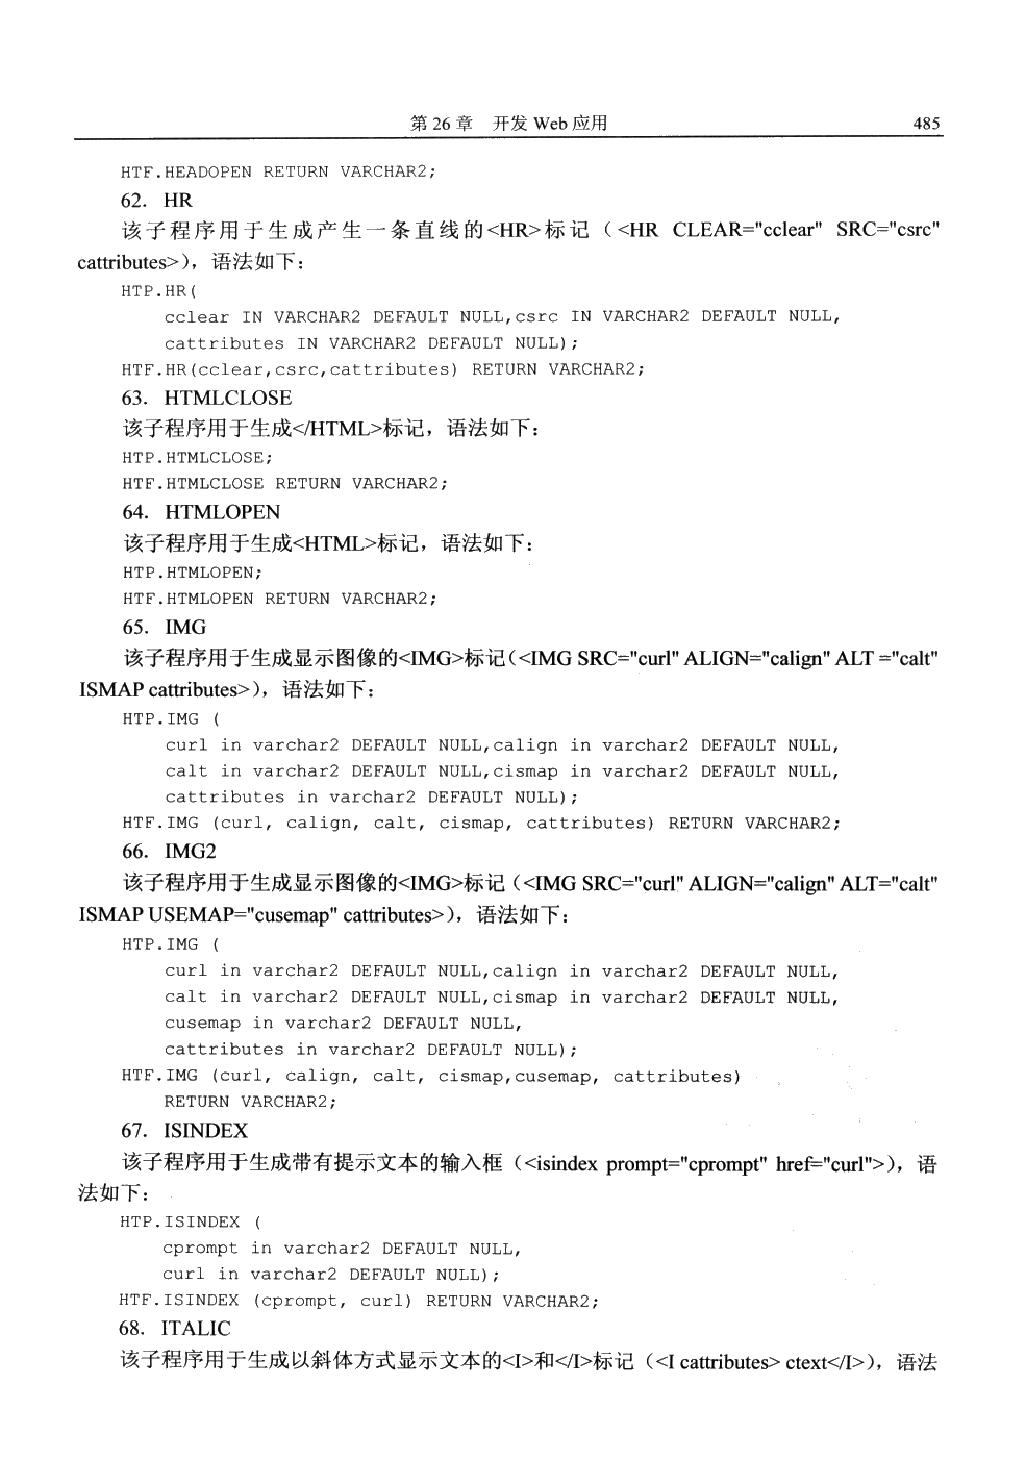 第 26 章 开发 Web 应用 485
HTF.HEADOPEN RETURN VARCHAR2;
62. HR
该子程序用于生成产生一条直线的<HR>标记（<HR CLEAR="cclear" SRC="csrc"
cattributes>），语法如下：
HTP.HR(
cclear IN VARCHAR2 DEFAULT NULL,csrc IN VARCHAR2 DEFAULT NULL,
cattributes IN VARCHAR2 DEFAULT NULL);
HTF.HR(cclear,csrc,cattributes) RETURN VARCHAR2;
63. HTMLCLOSE
该子程序用于生成</HTML>标记，语法如下：
HTP.HTMLCLOSE;
HTF.HTMLCLOSE RETURN VARCHAR2;
64. HTMLOPEN
该子程序用于生成<HTML>标记，语法如下：
HTP.HTMLOPEN;
HTF.HTMLOPEN RETURN VARCHAR2;
65. IMG
该子程序用于生成显示图像的<IMG>标记（<IMG SRC="curl" ALIGN="calign" ALT ="calt"
ISMAP cattributes>），语法如下：
HTP.IMG (
curl in varchar2 DEFAULT NULL,calign in varchar2 DEFAULT NULL,
calt in varchar2 DEFAULT NULL,cismap in varchar2 DEFAULT NULL,
cattributes in varchar2 DEFAULT NULL);
HTF.IMG (curl, calign, calt, cismap, cattributes) RETURN VARCHAR2;
66. IMG2
该子程序用于生成显示图像的<IMG>标记（<IMG SRC="curl" ALIGN="calign" ALT="calt"
ISMAP USEMAP="cusemap" cattributes>），语法如下：
HTP.IMG (
curl in varchar2 DEFAULT NULL,calign in varchar2 DEFAULT NULL,
calt in varchar2 DEFAULT NULL,cismap in varchar2 DEFAULT NULL,
cusemap in varchar2 DEFAULT NULL,
cattributes in varchar2 DEFAULT NULL);
HTF.IMG (curl, calign, calt, cismap,cusemap, cattributes)
RETURN VARCHAR2;
67. ISINDEX
该子程序用于生成带有提示文本的输入框（<isindex prompt="cprompt" href="curl">），语
法如下：
HTP.ISINDEX (
cprompt in varchar2 DEFAULT NULL,
curl in varchar2 DEFAULT NULL);
HTF.ISINDEX (cprompt, curl) RETURN VARCHAR2;
68. ITALIC
该子程序用于生成以斜体方式显示文本的<I>和</I>标记（<I cattributes> ctext</I>），语法